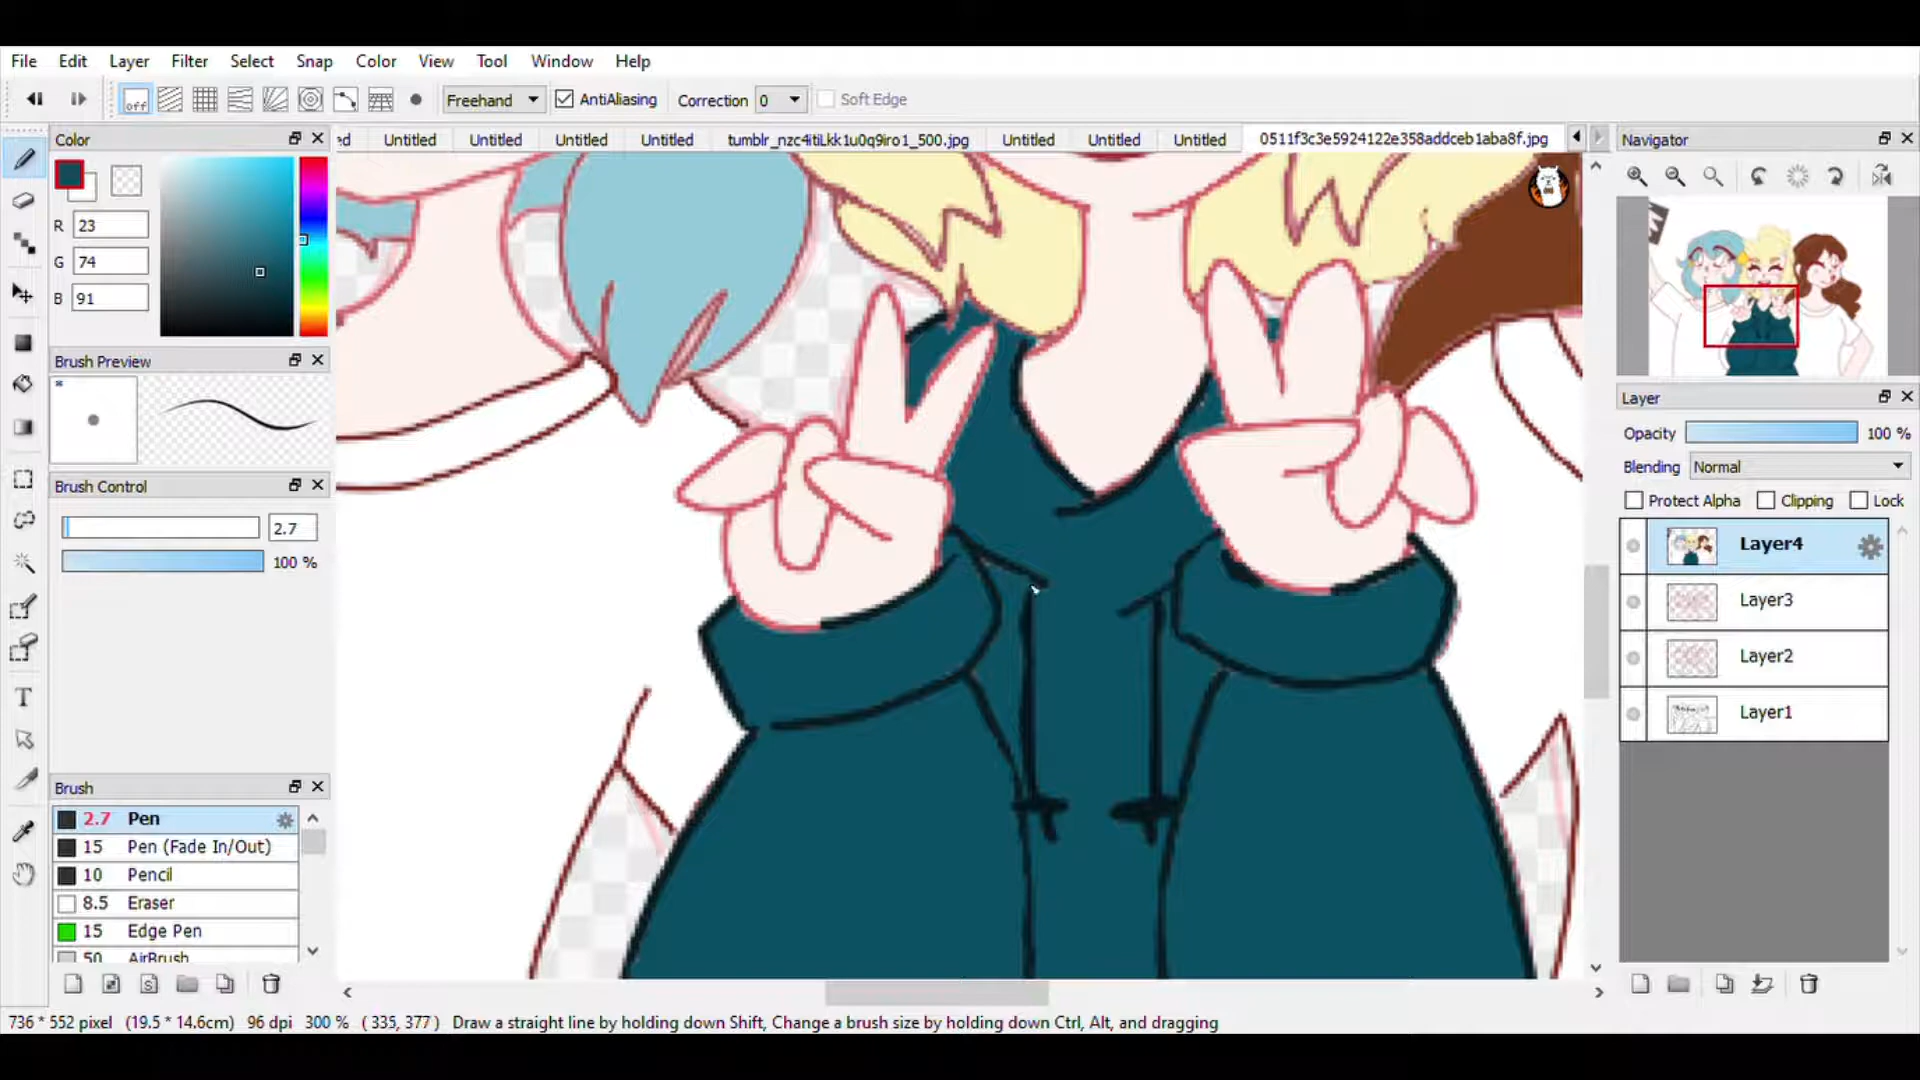 File Edit Layer Filter Select Snap Color View Tool Window Help
off Freehand AntiAliasing Correction 0 Soft Edge
Color
ed Untitled Untitled Untitled Untitled tumblr_nzc4itiLkk1u0q9iro1_500.jpg Untitled Untitled Untitled 0511f3c3e5924122e358addceb1aba8f.jpg
Navigator
R 23
G 74
B 91
Brush Preview
*
Brush Control
2.7
100 %
Brush
2.7 Pen
15 Pen (Fade In/Out)
10 Pencil
8.5 Eraser
15 Edge Pen
50 AirBrush
S
T
Layer
Opacity 100 %
Blending Normal
Protect Alpha Clipping Lock
Layer4
Layer3
Layer2
Layer1
736 * 552 pixel (19.5 * 14.6cm) 96 dpi 300 % ( 335, 377 ) Draw a straight line by holding down Shift, Change a brush size by holding down Ctrl, Alt, and dragging